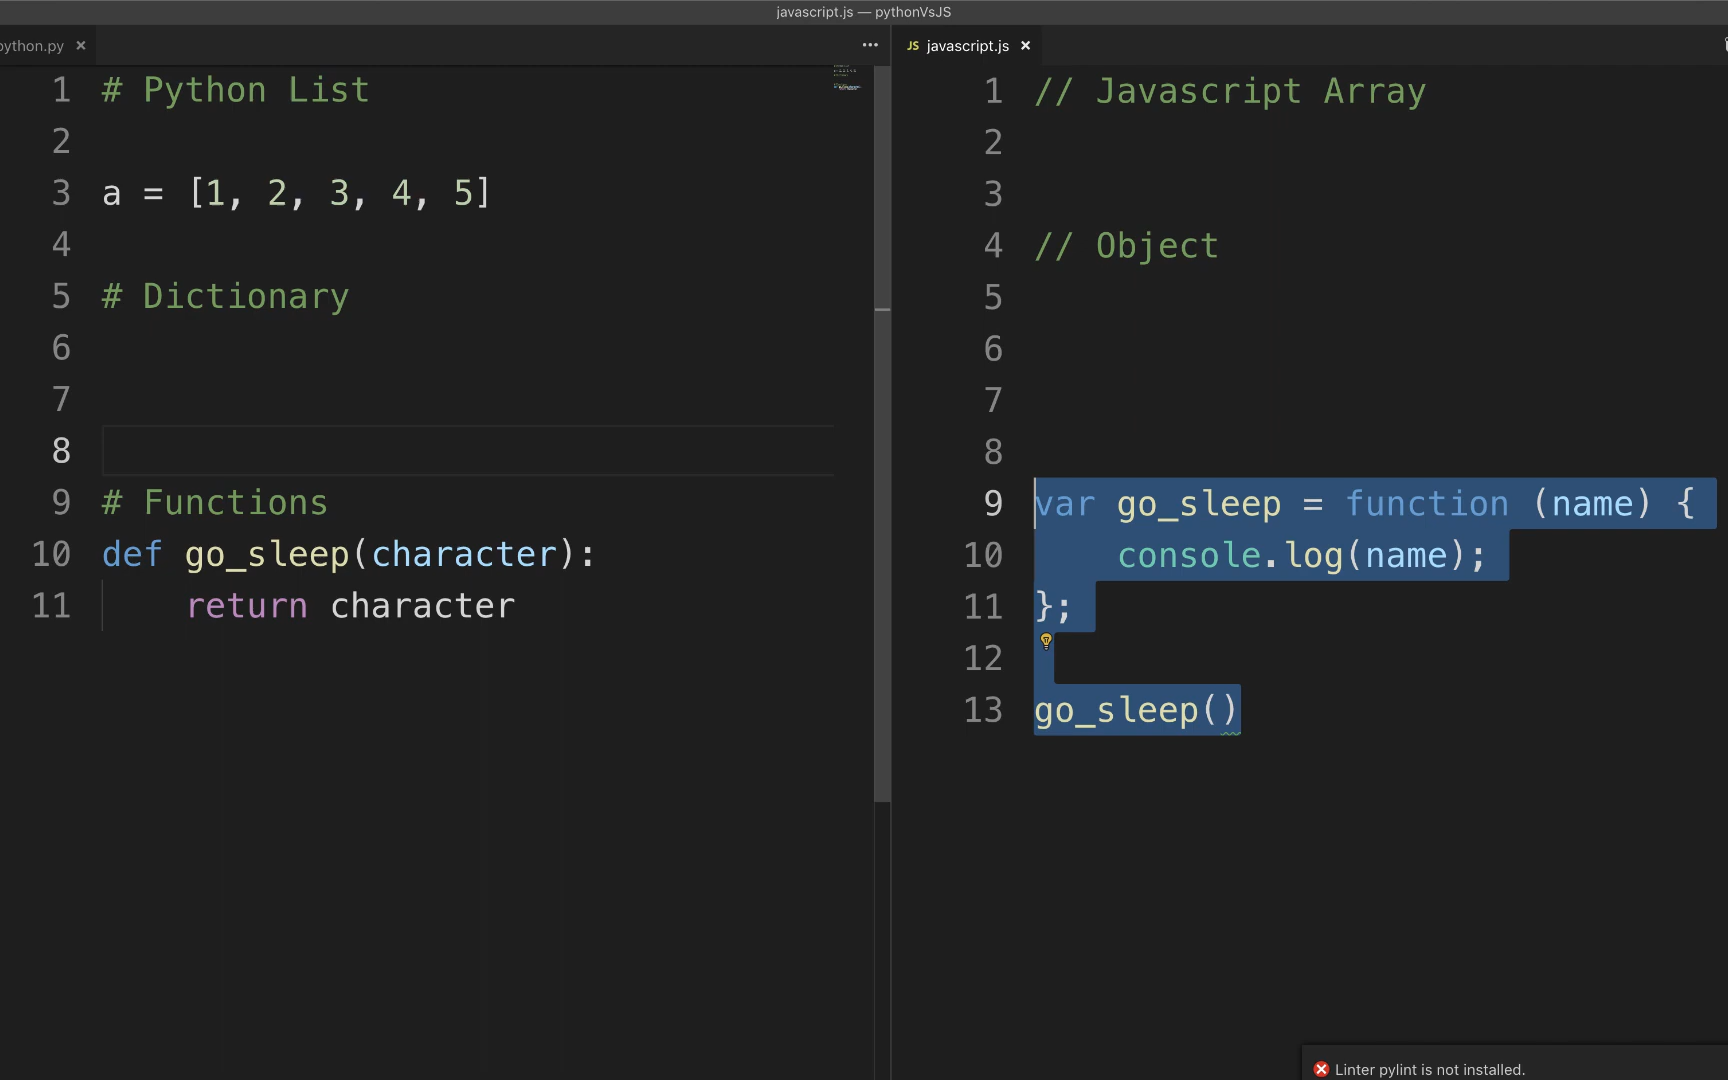 javascript.js — pythonVsJS
python.py ×
JS javascript.js ×
1 # Python List
2
3 a = [1, 2, 3, 4, 5]
4
5 # Dictionary
6
7
8
9 # Functions
10 def go_sleep(character):
11     return character
1 // Javascript Array
2
3
4 // Object
5
6
7
8
9 var go_sleep = function (name) {
10     console.log(name);
11 };
12
13 go_sleep()
Linter pylint is not installed.